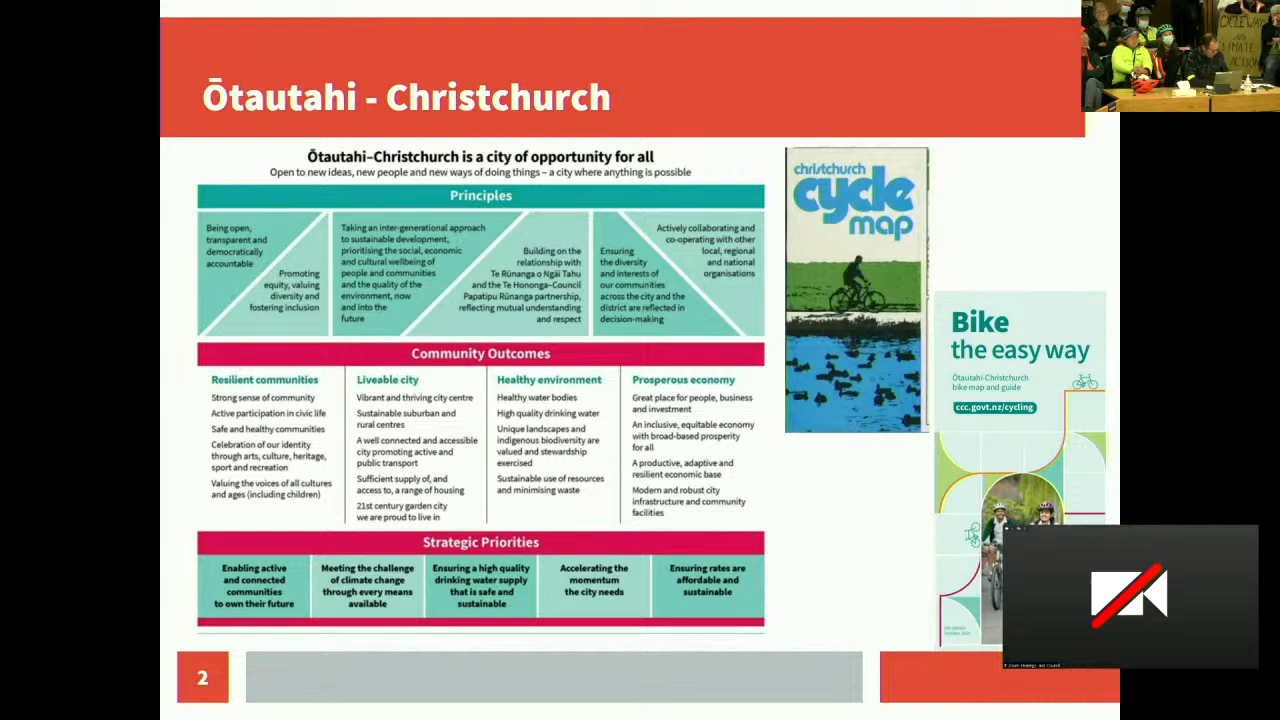 Ōtautahi - Christchurch
Ōtautahi–Christchurch is a city of opportunity for all
Open to new ideas, new people and new ways of doing things – a city where anything is possible
Principles
Being open,
transparent and
democratically
accountable
Promoting
equity, valuing
diversity and
fostering inclusion
Taking an inter-generational approach
to sustainable development,
prioritising the social, economic
and cultural wellbeing of
people and communities
and the quality of the
environment, now
and into the
future
Building on the
relationship with
Te Rūnanga o Ngāi Tahu
and the Te Hononga–Council
Papatipu Rūnanga partnership,
reflecting mutual understanding
and respect
Ensuring
the diversity
and interests of
our communities
across the city and the
district are reflected in
decision-making
Actively collaborating and
co-operating with other
local, regional
and national
organisations
Community Outcomes
Resilient communities
Strong sense of community
Active participation in civic life
Safe and healthy communities
Celebration of our identity
through arts, culture, heritage,
sport and recreation
Valuing the voices of all cultures
and ages (including children)
Liveable city
Vibrant and thriving city centre
Sustainable suburban and
rural centres
A well connected and accessible
city promoting active and
public transport
Sufficient supply of, and
access to, a range of housing
21st century garden city
we are proud to live in
Healthy environment
Healthy water bodies
High quality drinking water
Unique landscapes and
indigenous biodiversity are
valued and stewardship
exercised
Sustainable use of resources
and minimising waste
Prosperous economy
Great place for people, business
and investment
An inclusive, equitable economy
with broad-based prosperity
for all
A productive, adaptive and
resilient economic base
Modern and robust city
infrastructure and community
facilities
Strategic Priorities
Enabling active
and connected
communities
to own their future
Meeting the challenge
of climate change
through every means
available
Ensuring a high quality
drinking water supply
that is safe and
sustainable
Accelerating the
momentum
the city needs
Ensuring rates are
affordable and
sustainable
christchurch
cycle
map
Bike
the easy way
Ōtautahi-Christchurch
bike map and guide
ccc.govt.nz/cycling
CYCLEWAY
CLIMATE
ACTION
Zoom Hearings and Council
2